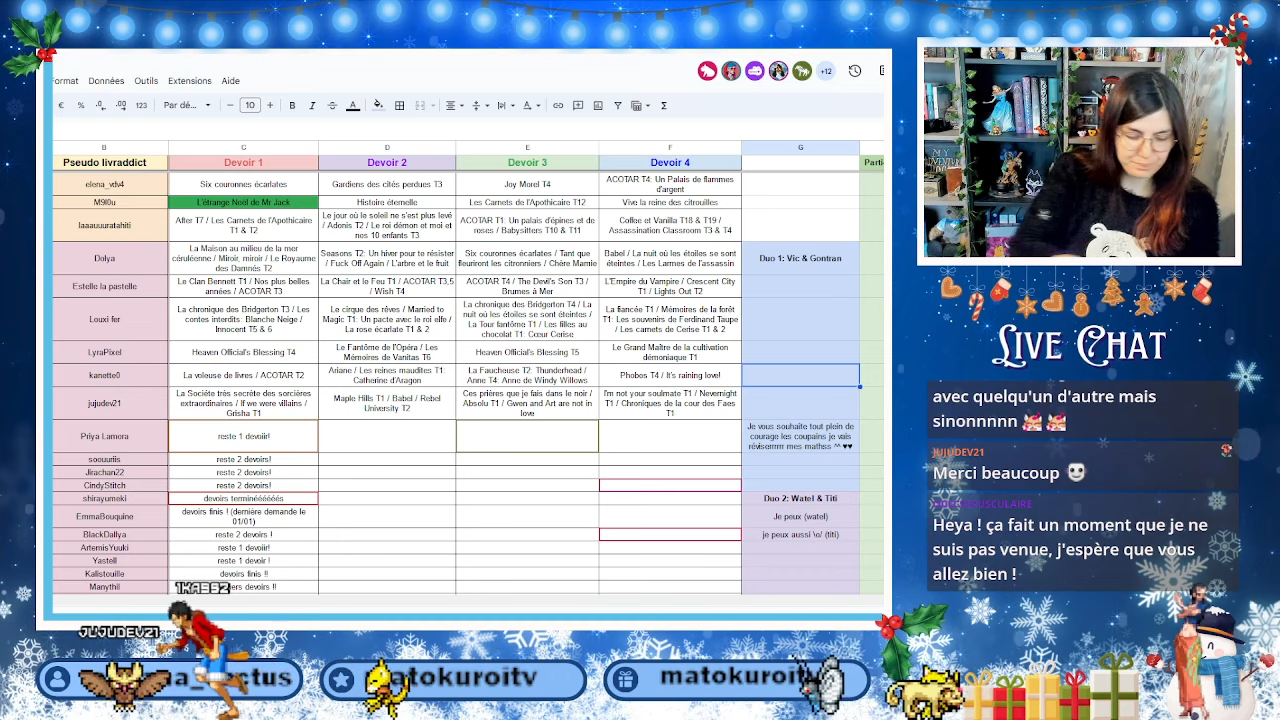 ormat Données Outils Extensions Aide
+12
€ % .0 .00 123 Par dé... − 10 + B I A Σ
B C D E F G
Pseudo livraddict Devoir 1 Devoir 2 Devoir 3 Devoir 4 Partic
elena_vdv4 Six couronnes écarlates Gardiens des cités perdues T3 Joy Morel T4 ACOTAR T4: Un Palais de flammes
d'argent
M9l0u L'étrange Noël de Mr Jack Histoire éternelle Les Carnets de l'Apothicaire T12 Vive la reine des citrouilles
laaauuuratahiti After T7 / Les Carnets de l'Apothicaire
T1 & T2
Le jour où le soleil ne s'est plus levé
/ Adonis T2 / Le roi démon et moi et
nos 10 enfants T3
ACOTAR T1: Un palais d'épines et de
roses / Babysitters T10 & T11
Coffee et Vanilla T18 & T19 /
Assassination Classroom T3 & T4
Dolya La Maison au milieu de la mer
céruléenne / Miroir, miroir / Le Royaume
des Damnés T2
Seasons T2: Un hiver pour te résister
/ Fuck Off Again / L'arbre et le fruit
Six couronnes écarlates / Tant que
fleuriront les citronniers / Chère Mamie
Babel / La nuit où les étoiles se sont
éteintes / Les Larmes de l'assassin
Duo 1: Vic & Gontran
Estelle la pastelle Le Clan Bennett T1 / Nos plus belles
années / ACOTAR T3
La Chair et le Feu T1 / ACOTAR T3,5
/ Wish T4
ACOTAR T4 / The Devil's Son T3 /
Brumes à Mer
L'Empire du Vampire / Crescent City
T1 / Lights Out T2
Louxi fer La chronique des Bridgerton T3 / Les
contes interdits: Blanche Neige /
Innocent T5 & 6
Le cirque des rêves / Married to
Magic T1: Un pacte avec le roi elfe /
La rose écarlate T1 & 2
La chronique des Bridgerton T4 / La
nuit où les étoiles se sont éteintes /
La Tour fantôme T1 / Les filles au
chocolat T1: Cœur Cerise
La fiancée T1 / Mémoires de la forêt
T1: Les souvenirs de Ferdinand Taupe
/ Les carnets de Cerise T1 & 2
LyraPixel Heaven Official's Blessing T4 Le Fantôme de l'Opéra / Les
Mémoires de Vanitas T6
Heaven Official's Blessing T5 Le Grand Maître de la cultivation
démoniaque T1
kanette0 La voleuse de livres / ACOTAR T2 Ariane / Les reines maudites T1:
Catherine d'Aragon
La Faucheuse T2: Thunderhead /
Anne T4: Anne de Windy Willows
Phobos T4 / It's raining love!
jujudev21 La Société très secrète des sorcières
extraordinaires / If we were villains /
Grisha T1
Maple Hills T1 / Babel / Rebel
University T2
Ces prières que je fais dans le noir /
Absolu T1 / Gwen and Art are not in
love
I'm not your soulmate T1 / Nevernight
T1 / Chroniques de la cour des Faes
T1
Priya Lamora reste 1 devoiir! Je vous souhaite tout plein de
courage les coupains je vais
réviserrrrr mes mathss ^^ ♥♥
soosuriis reste 2 devoirs!
Jirachan22 reste 2 devoirs!
CindyStitch reste 2 devoirs!
shirayumeki devoirs terminéééééés Duo 2: Watel & Titi
EmmaBouquine devoirs finis ! (dernière demande le
01/01)
Je peux (watel)
BlackDallya reste 2 devoirs ! je peux aussi \o/ (titi)
ArtemisYuuki reste 1 devoiir!
Yastell reste 1 devoir !
Kalistouille devoirs finis !!
Manythil ers devoirs !!
1KA992
JUJUDEV21
matokuroitv
LIVE CHAT
avec quelqu'un d'autre mais
sinonnnnn
JUJUDEV21
Merci beaucoup
Heya ! ça fait un moment que je ne
suis pas venue, j'espère que vous
allez bien !